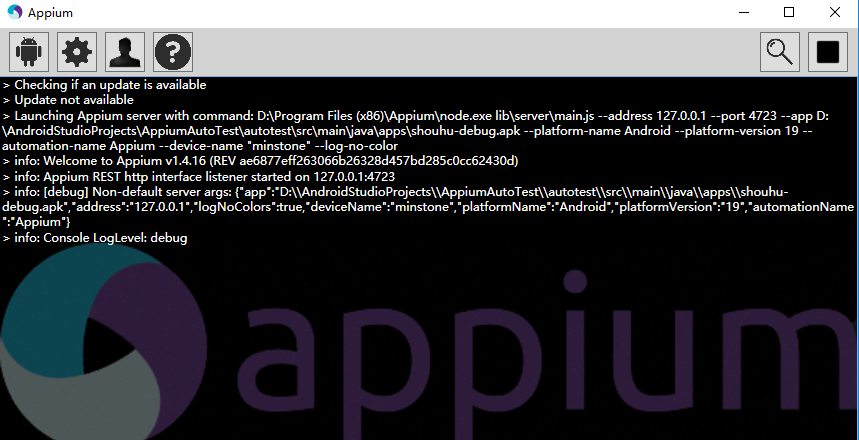 Appium
> Checking if an update is available
> Update not available
> Launching Appium server with command: D:\Program Files (x86)\Appium\node.exe lib\server\main.js --address 127.0.0.1 --port 4723 --app D:
\AndroidStudioProjects\AppiumAutoTest\autotest\src\main\java\apps\shouhu-debug.apk --platform-name Android --platform-version 19 --
automation-name Appium --device-name "minstone" --log-no-color
> info: Welcome to Appium v1.4.16 (REV ae6877eff263066b26328d457bd285c0cc62430d)
> info: Appium REST http interface listener started on 127.0.0.1:4723
> info: [debug] Non-default server args: {"app":"D:\\AndroidStudioProjects\\AppiumAutoTest\\autotest\\src\\main\\java\\apps\\shouhu-
debug.apk","address":"127.0.0.1","logNoColors":true,"deviceName":"minstone","platformName":"Android","platformVersion":"19","automationName
":"Appium"}
> info: Console LogLevel: debug
appium